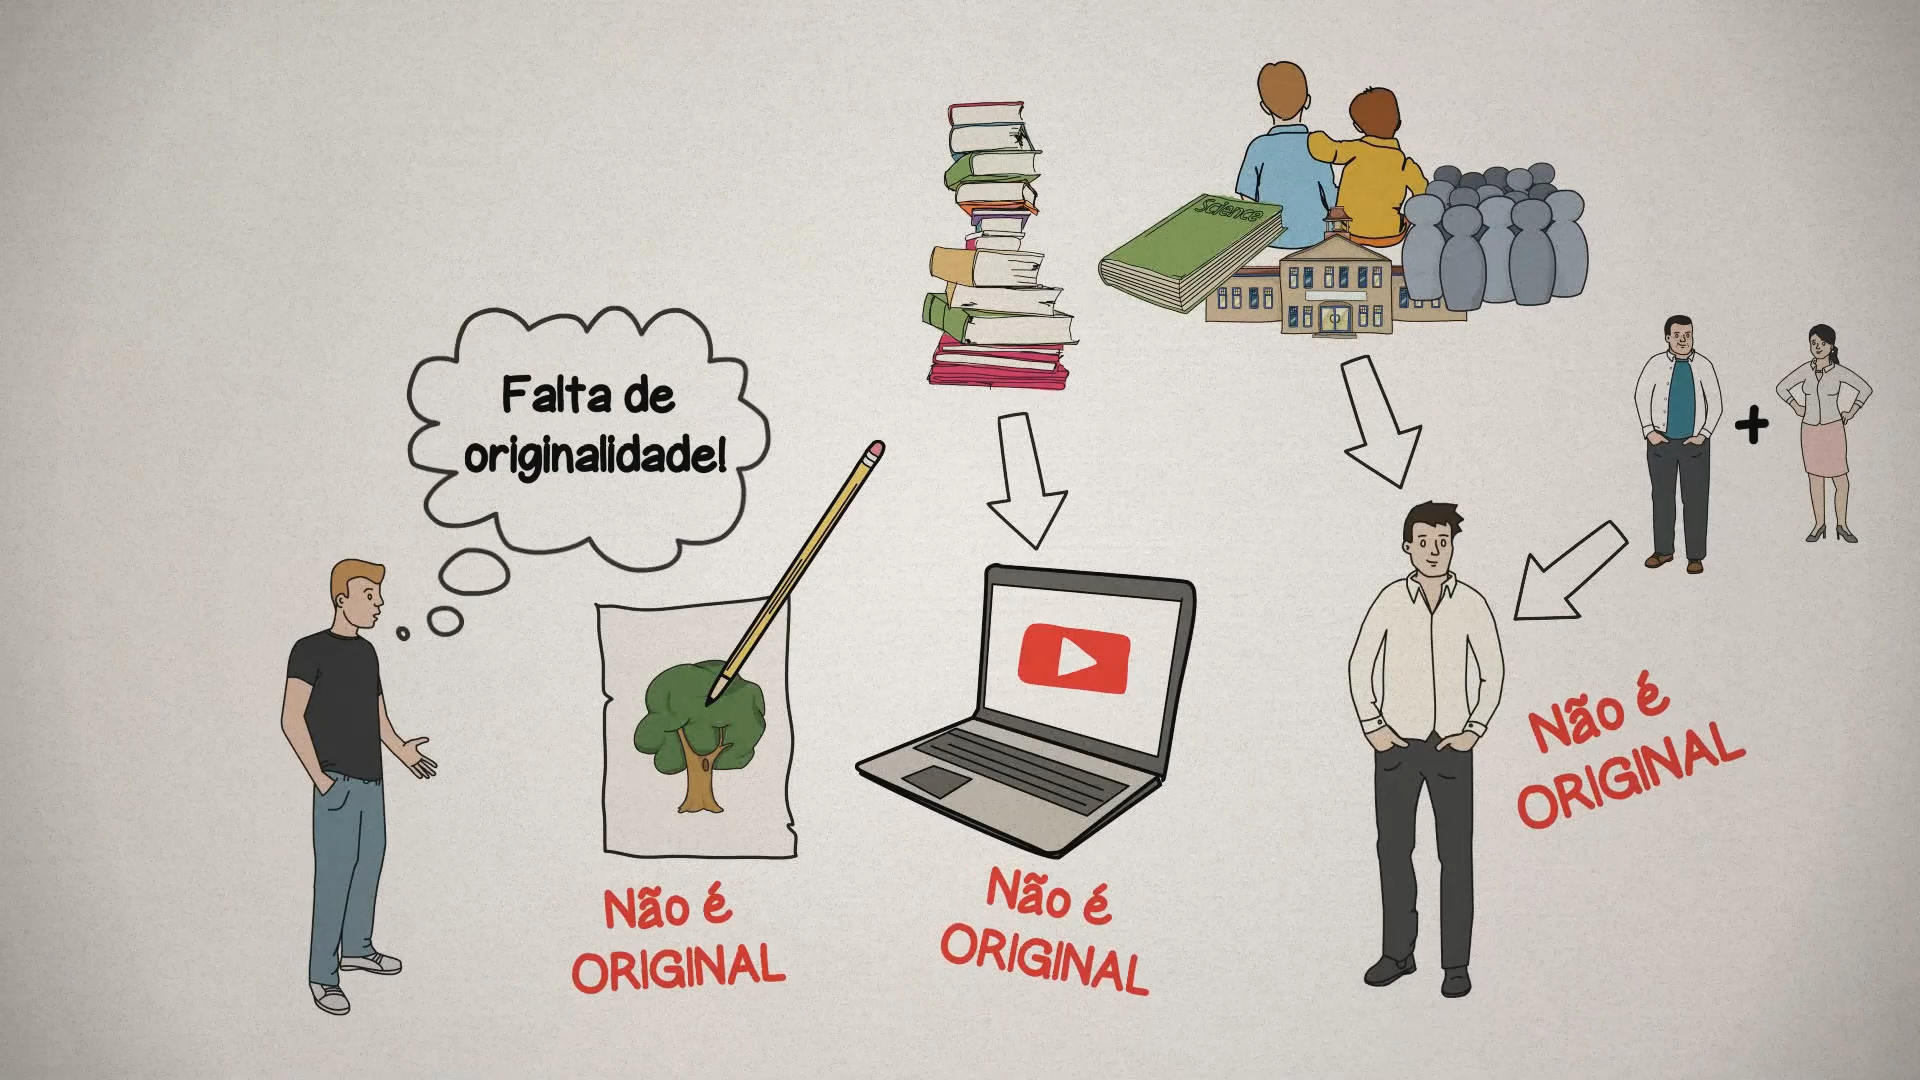 Science
Falta de
originalidade!
+
Não é
ORIGINAL
Não é
ORIGINAL
Não é
ORIGINAL